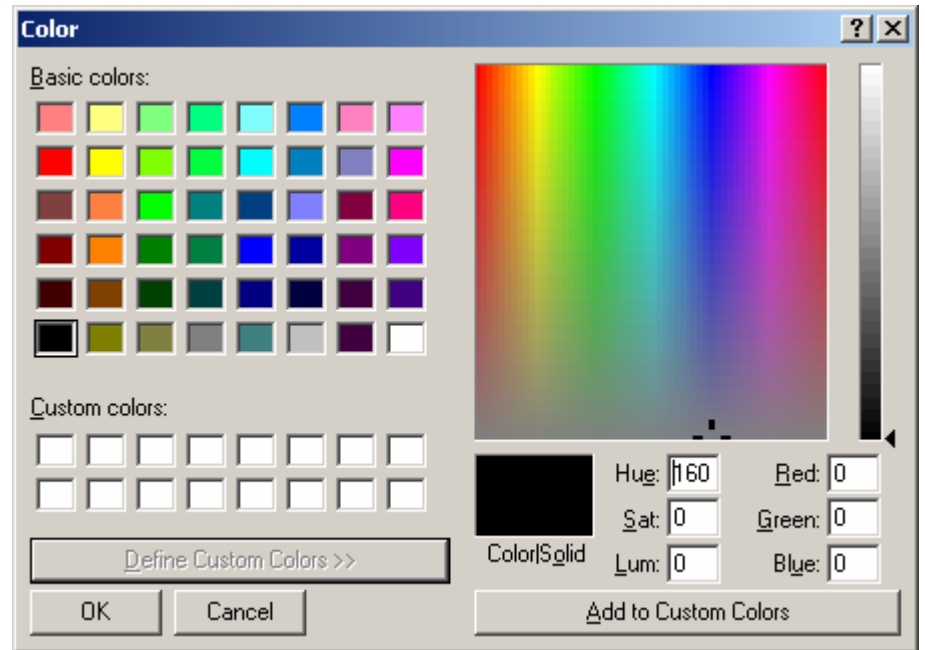 Color
Basic colors:
Custom colors:
Define Custom Colors >>
OK Cancel
Color|Solid
Hue: 160 Red: 0
Sat: 0 Green: 0
Lum: 0 Blue: 0
Add to Custom Colors